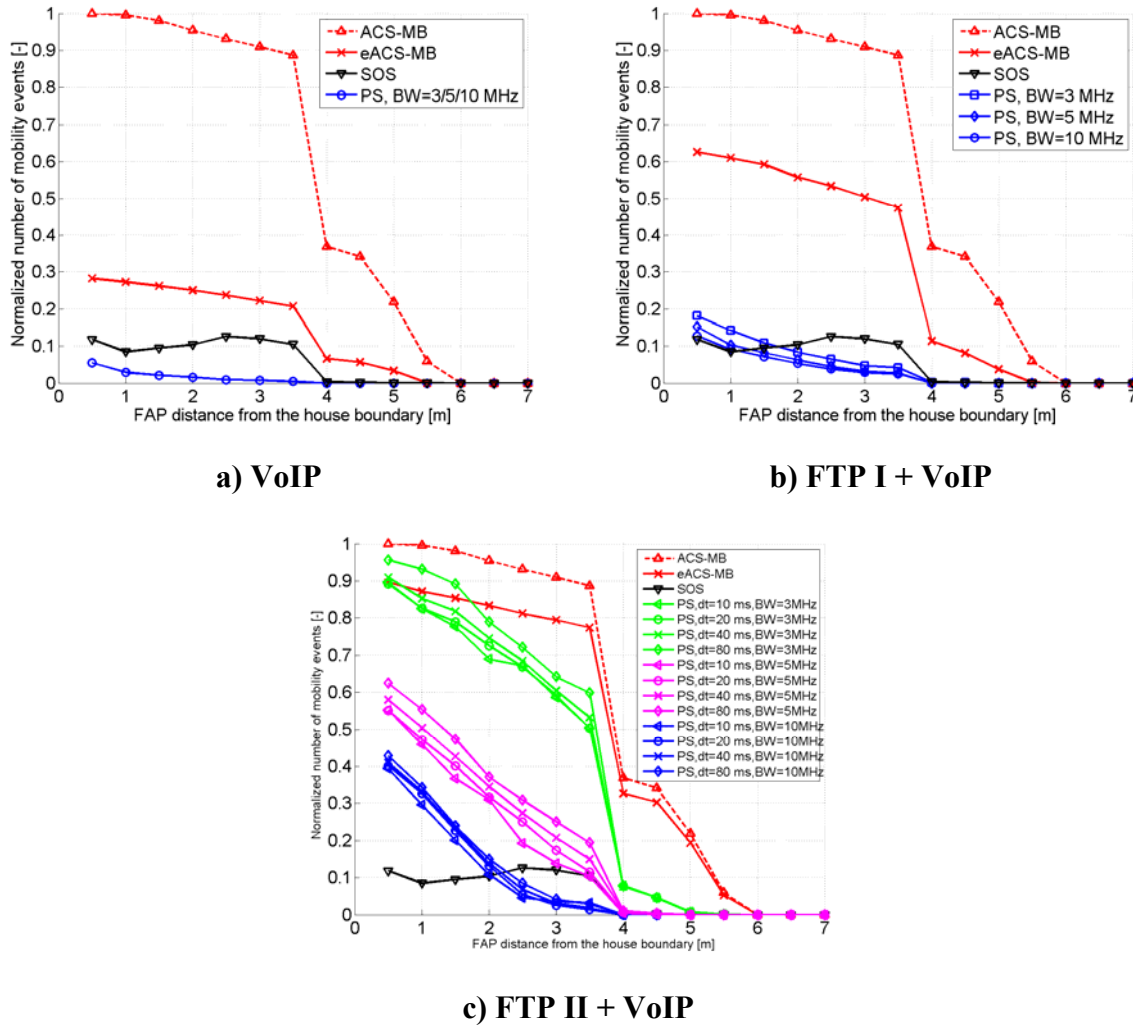 Normalized number of mobility events [-]
1
0.9
0.8
0.7
0.6
0.5
0.4
0.3
0.2
0.1
0
ACS-MB
eACS-MB
SOS
PS, BW=3/5/10 MHz
0 1 2 3 4 5 6 7
FAP distance from the house boundary [m]
a) VoIP
Normalized number of mobility events [-]
1
0.9
0.8
0.7
0.6
0.5
0.4
0.3
0.2
0.1
0
ACS-MB
eACS-MB
SOS
PS, BW=3 MHz
PS, BW=5 MHz
PS, BW=10 MHz
0 1 2 3 4 5 6 7
FAP distance from the house boundary [m]
b) FTP I + VoIP
Normalized number of mobility events [-]
1
0.9
0.8
0.7
0.6
0.5
0.4
0.3
0.2
0.1
0
ACS-MB
eACS-MB
SOS
PS,dt=10 ms,BW=3MHz
PS,dt=20 ms,BW=3MHz
PS,dt=40 ms,BW=3MHz
PS,dt=80 ms,BW=3MHz
PS,dt=10 ms,BW=5MHz
PS,dt=20 ms,BW=5MHz
PS,dt=40 ms,BW=5MHz
PS,dt=80 ms,BW=5MHz
PS,dt=10 ms,BW=10MHz
PS,dt=20 ms,BW=10MHz
PS,dt=40 ms,BW=10MHz
PS,dt=80 ms,BW=10MHz
0 1 2 3 4 5 6 7
FAP distance from the house boundary [m]
c) FTP II + VoIP